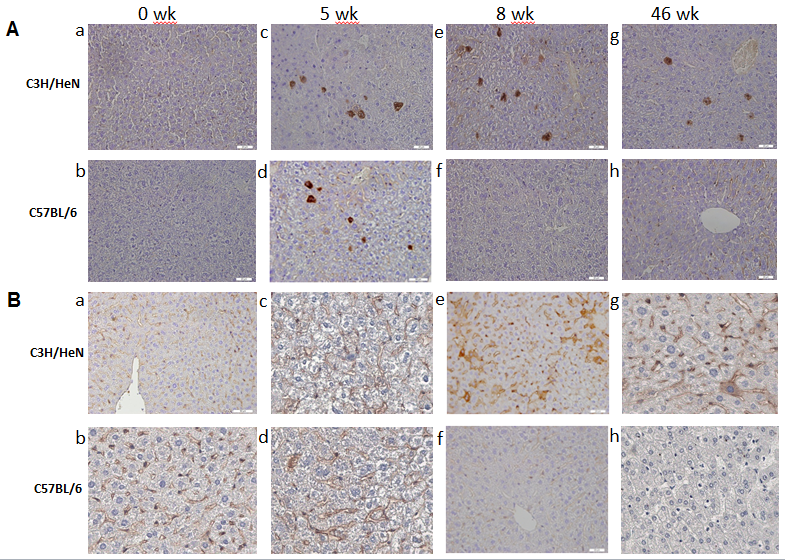 0 wk 5 wk 8 wk 46 wk
A a c e g
C3H/HeN
b d f h
C57BL/6
B a c e g
C3H/HeN
b d f h
C57BL/6